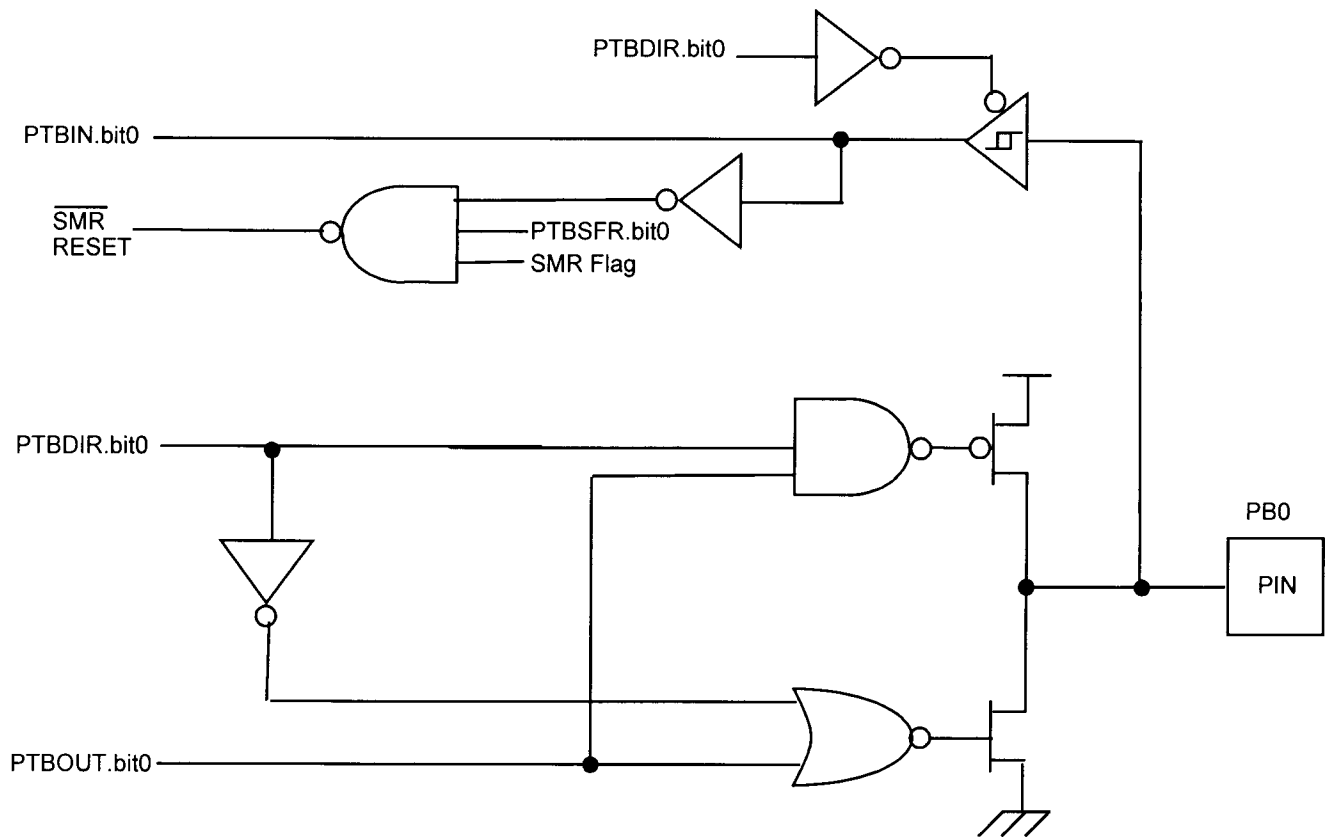 PTBDIR.bit0
PTBIN.bit0
SMR
RESET
PTBSFR.bit0
SMR Flag
PTBDIR.bit0
PB0
PIN
PTBOUT.bit0